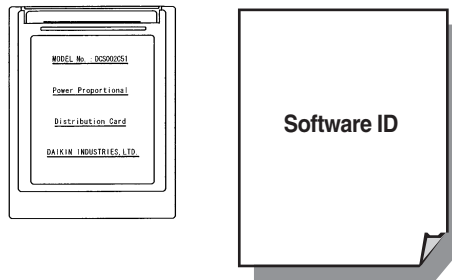 MODEL No. : DCS002C51
Power Proportional
Distribution Card
DAIKIN INDUSTRIES, LTD.
Software ID